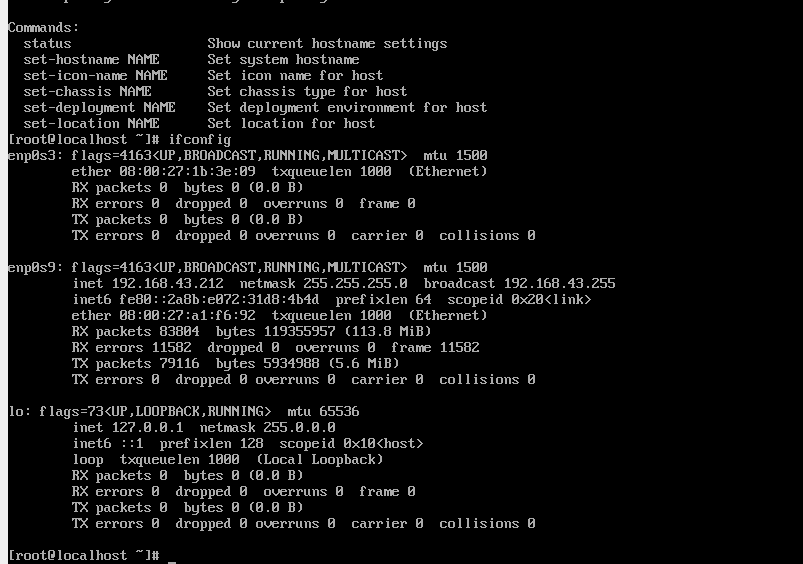 Commands:
  status                 Show current hostname settings
  set-hostname NAME      Set system hostname
  set-icon-name NAME     Set icon name for host
  set-chassis NAME       Set chassis type for host
  set-deployment NAME    Set deployment environment for host
  set-location NAME      Set location for host
[root@localhost ~]# ifconfig
enp0s3: flags=4163<UP,BROADCAST,RUNNING,MULTICAST>  mtu 1500
        ether 08:00:27:1b:3e:09  txqueuelen 1000  (Ethernet)
        RX packets 0  bytes 0 (0.0 B)
        RX errors 0  dropped 0  overruns 0  frame 0
        TX packets 0  bytes 0 (0.0 B)
        TX errors 0  dropped 0 overruns 0  carrier 0  collisions 0
enp0s9: flags=4163<UP,BROADCAST,RUNNING,MULTICAST>  mtu 1500
        inet 192.168.43.212  netmask 255.255.255.0  broadcast 192.168.43.255
        inet6 fe80::2a8b:e072:31d8:4b4d  prefixlen 64  scopeid 0x20<link>
        ether 08:00:27:a1:f6:92  txqueuelen 1000  (Ethernet)
        RX packets 83804  bytes 119355957 (113.8 MiB)
        RX errors 11582  dropped 0  overruns 0  frame 11582
        TX packets 79116  bytes 5934988 (5.6 MiB)
        TX errors 0  dropped 0 overruns 0  carrier 0  collisions 0
lo: flags=73<UP,LOOPBACK,RUNNING>  mtu 65536
        inet 127.0.0.1  netmask 255.0.0.0
        inet6 ::1  prefixlen 128  scopeid 0x10<host>
        loop  txqueuelen 1000  (Local Loopback)
        RX packets 0  bytes 0 (0.0 B)
        RX errors 0  dropped 0  overruns 0  frame 0
        TX packets 0  bytes 0 (0.0 B)
        TX errors 0  dropped 0 overruns 0  carrier 0  collisions 0
[root@localhost ~]# _